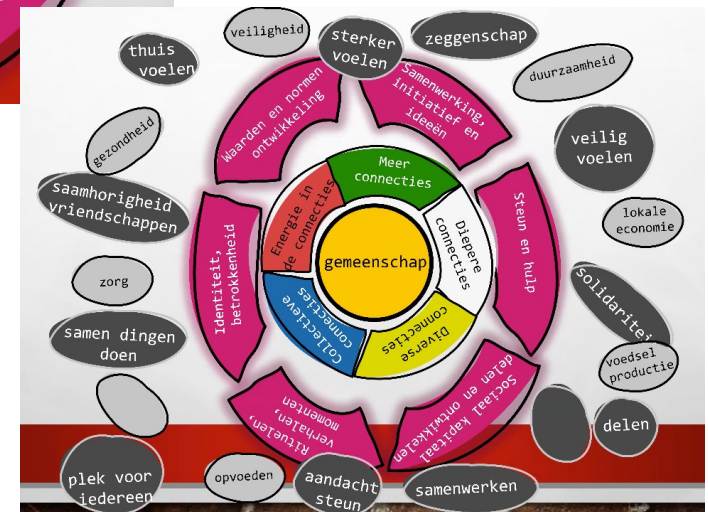 thuis
voelen
veiligheid
sterker
voelen
zeggenschap
duurzaamheid
gezondheid
veilig
voelen
saamhorigheid
vriendschappen
lokale
economie
zorg
solidariteit
samen dingen
doen
voedsel
productie
delen
plek voor
iedereen
opvoeden
aandacht
steun
samenwerken
Waarden en normen
ontwikkeling
Samenwerking,
initiatief en
ideeën
Steun en hulp
Sociaal kapitaal
delen en ontwikkelen
Rituelen,
verhalen,
momenten
Identiteit,
betrokkenheid
Meer
connecties
Diepere
connecties
Diverse
connecties
Collectieve
connecties
Energie in
de connecties
gemeenschap